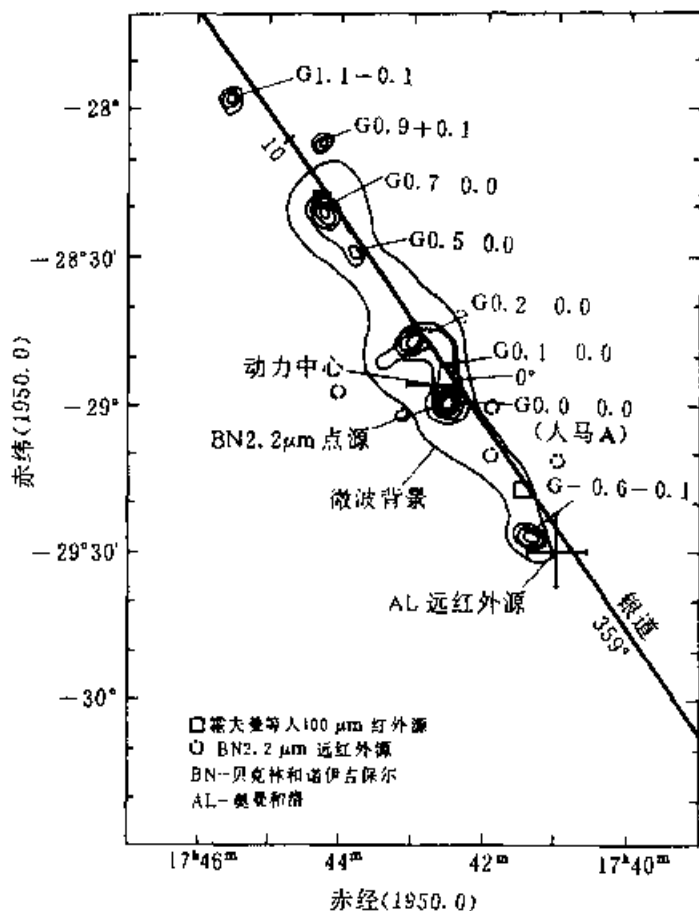 G1.1-0.1
-28°
G0.9+0.1
10
G0.7 0.0
G0.5 0.0
-28°30′
G0.2 0.0
G0.1 0.0
动力中心
0°
-29°
G0.0 0.0
(人马A)
BN2.2μm点源
微波背景
G-0.6-0.1
-29°30′
AL远红外源
银道
359°
-30°
霍夫曼等人100 μm 红外源
BN2.2 μm 远红外源
BN-贝克林和诺伊吉保尔
AL-奥曼和洛
17ʰ46ᵐ
44ᵐ
42ᵐ
17ʰ40ᵐ
赤经(1950.0)
赤纬(1950.0)